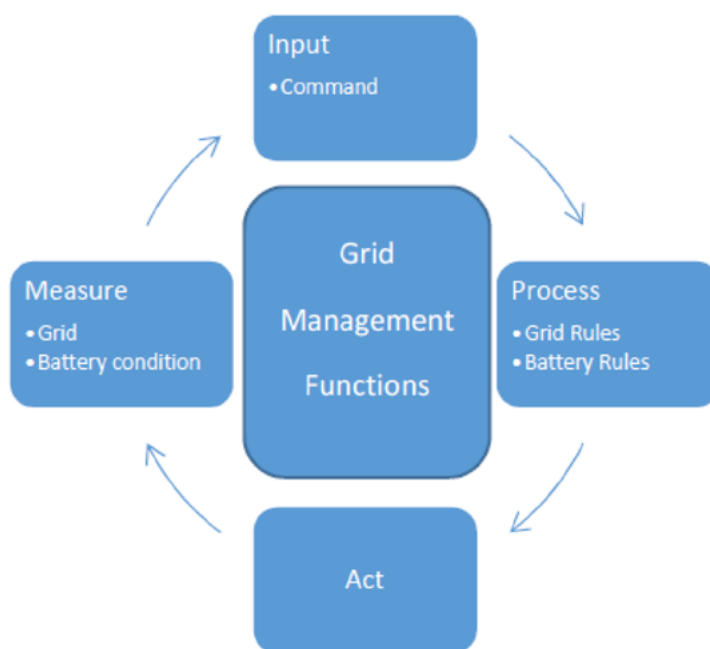 Input
•Command
Grid
Management
Functions
Measure
•Grid
•Battery condition
Process
•Grid Rules
•Battery Rules
Act